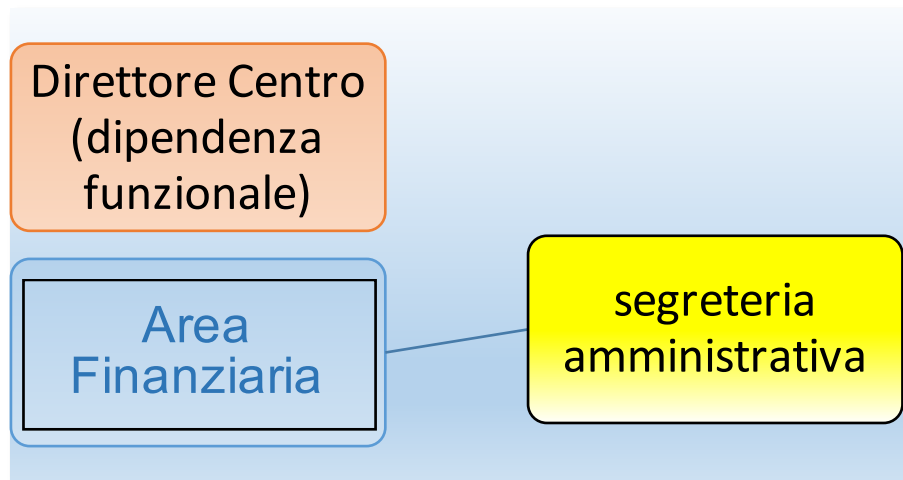 Direttore Centro
(dipendenza
funzionale)
Area
Finanziaria
segreteria
amministrativa